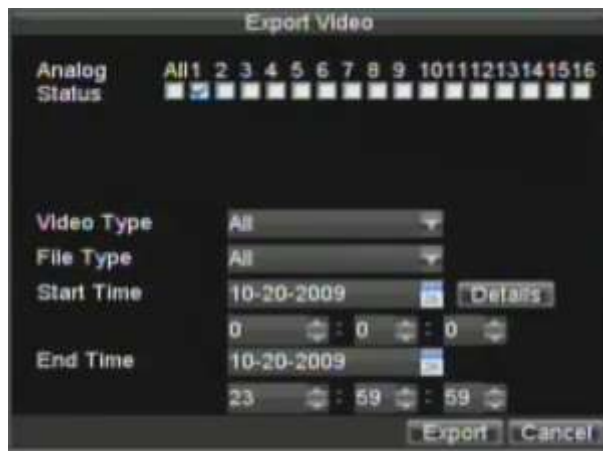 Export Video
Analog All 1 2 3 4 5 6 7 8 9 10 11 12 13 14 15 16
Status
Video Type All
File Type All
Start Time 10-20-2009 Details
0 : 0 : 0
End Time 10-20-2009
23 : 59 : 59
Export Cancel